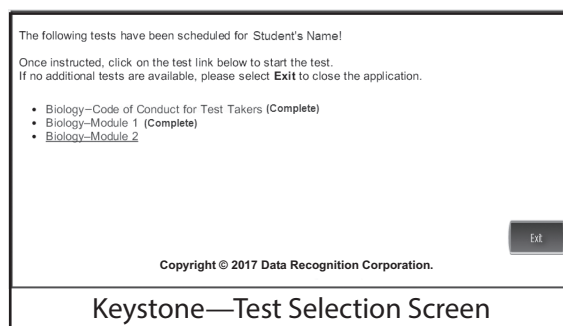 The following tests have been scheduled for Student's Name!
Once instructed, click on the test link below to start the test.
If no additional tests are available, please select Exit to close the application.
• Biology–Code of Conduct for Test Takers (Complete)
• Biology–Module 1 (Complete)
• Biology–Module 2
Exit
Copyright © 2017 Data Recognition Corporation.
Keystone—Test Selection Screen